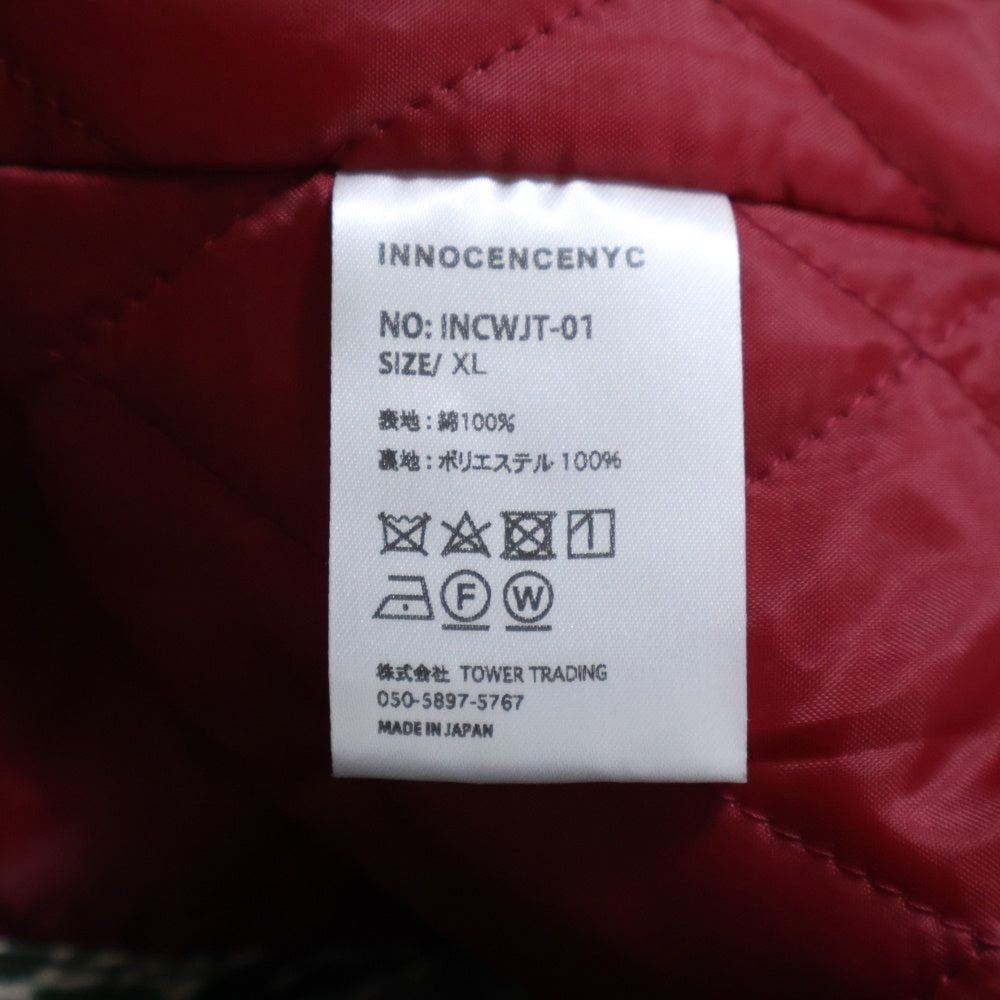 INNOCENCENYC
NO: INCWJT-01
SIZE/ XL
表地：綿100%
裏地：ポリエステル 100%
F W
株式会社 TOWER TRADING
050-5897-5767
MADE IN JAPAN